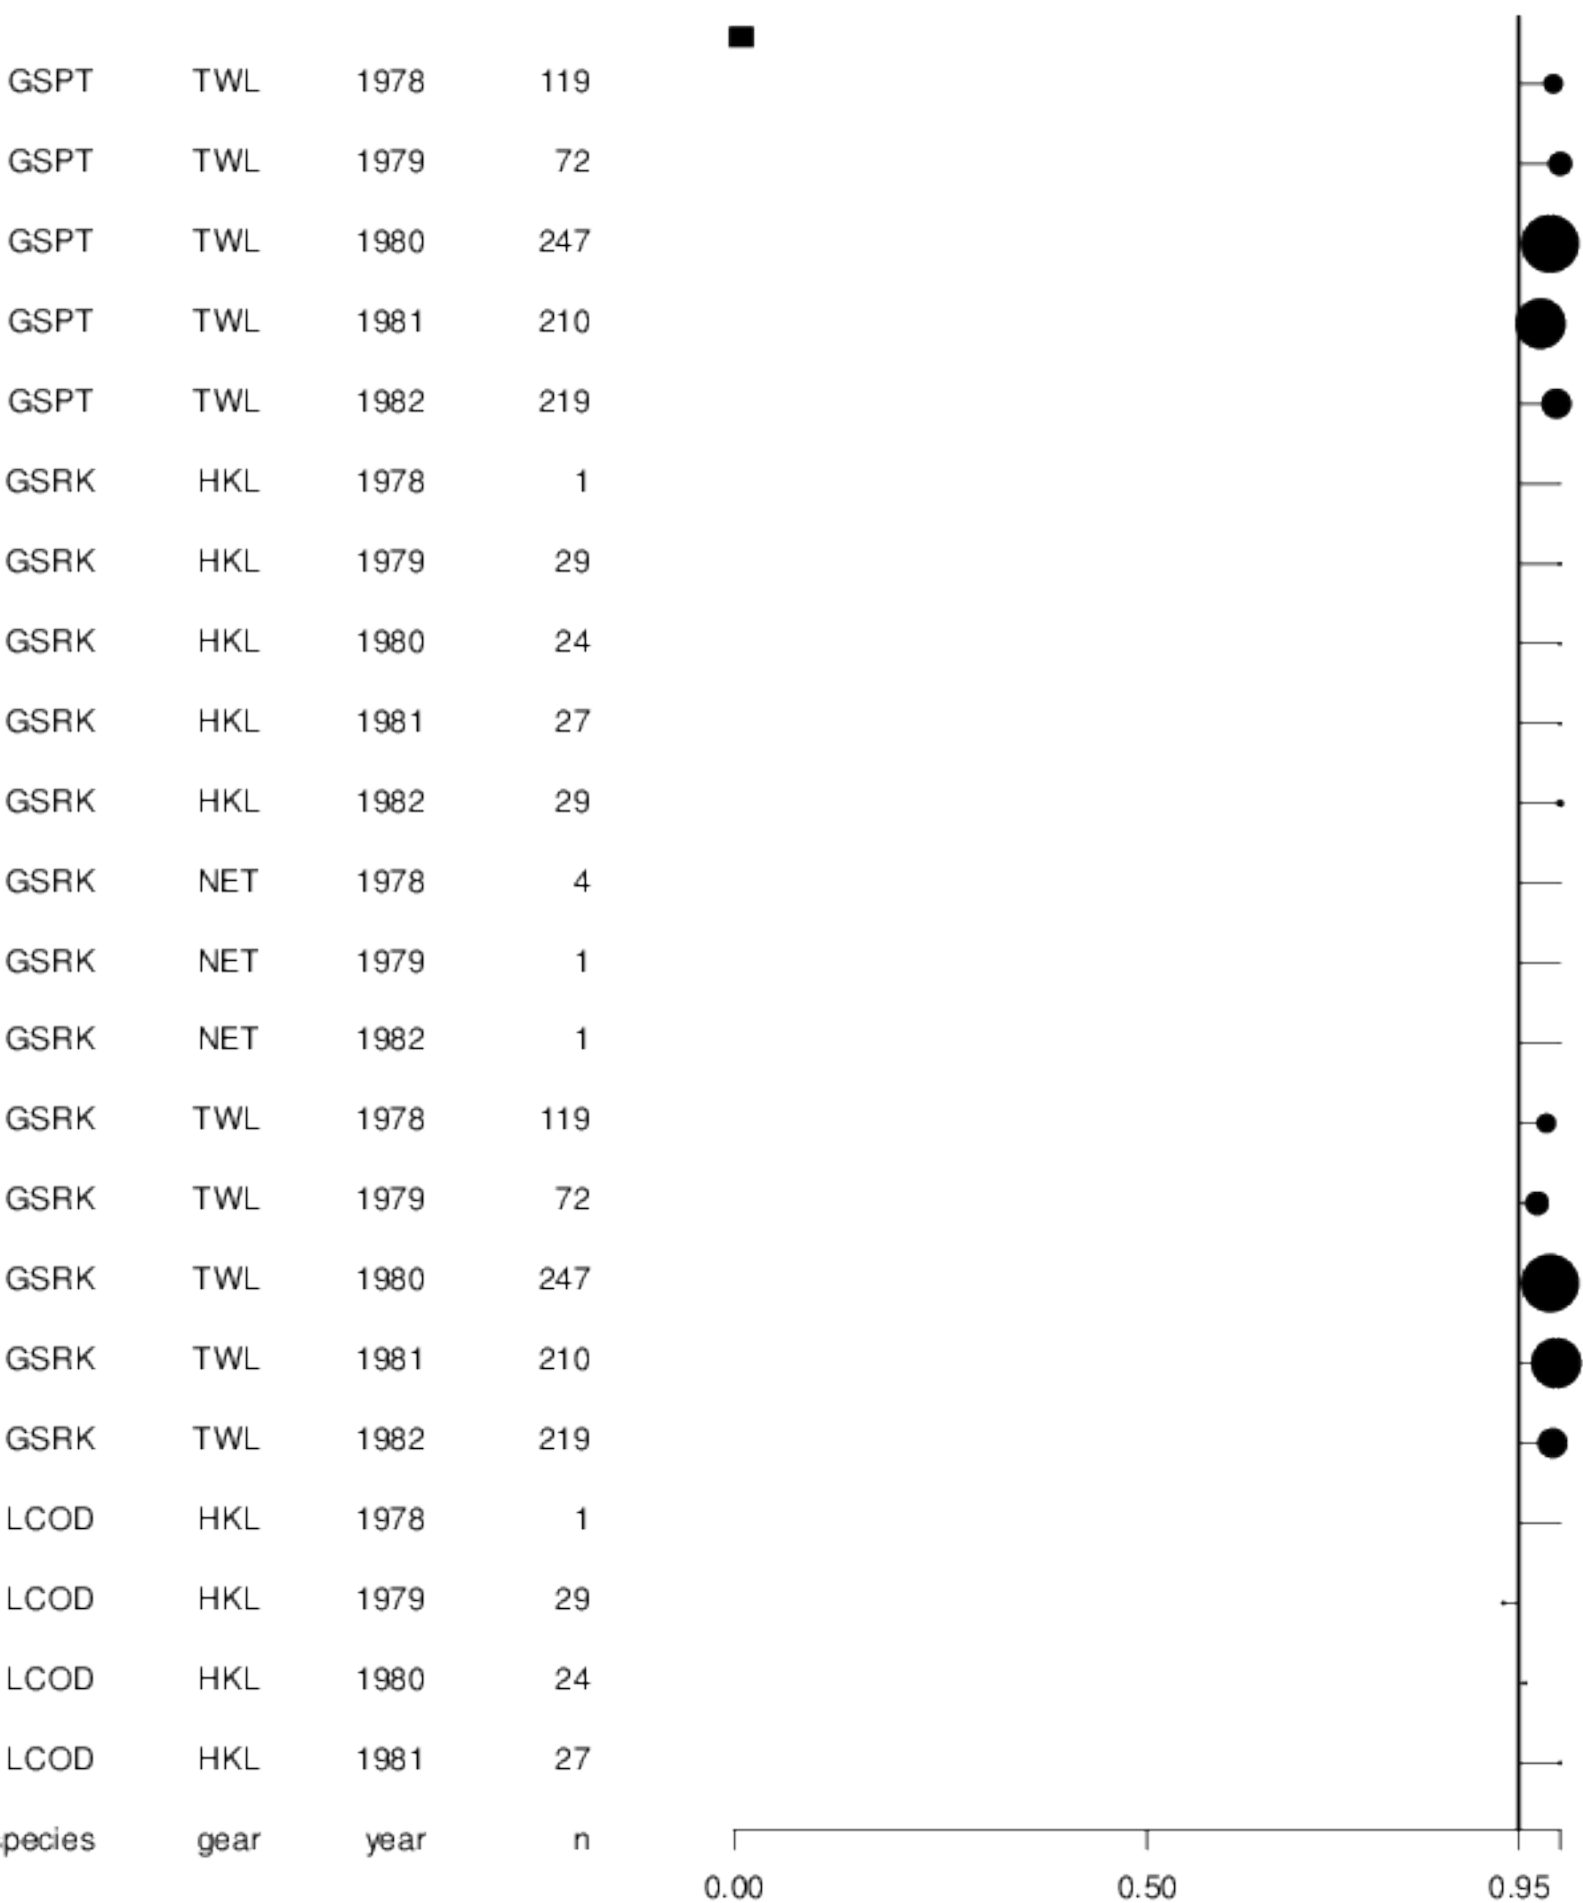 GSPT TWL 1978 119
GSPT TWL 1979 72
GSPT TWL 1980 247
GSPT TWL 1981 210
GSPT TWL 1982 219
GSRK HKL 1978 1
GSRK HKL 1979 29
GSRK HKL 1980 24
GSRK HKL 1981 27
GSRK HKL 1982 29
GSRK NET 1978 4
GSRK NET 1979 1
GSRK NET 1982 1
GSRK TWL 1978 119
GSRK TWL 1979 72
GSRK TWL 1980 247
GSRK TWL 1981 210
GSRK TWL 1982 219
LCOD HKL 1978 1
LCOD HKL 1979 29
LCOD HKL 1980 24
LCOD HKL 1981 27
pecies gear year n
0.00 0.50 0.95